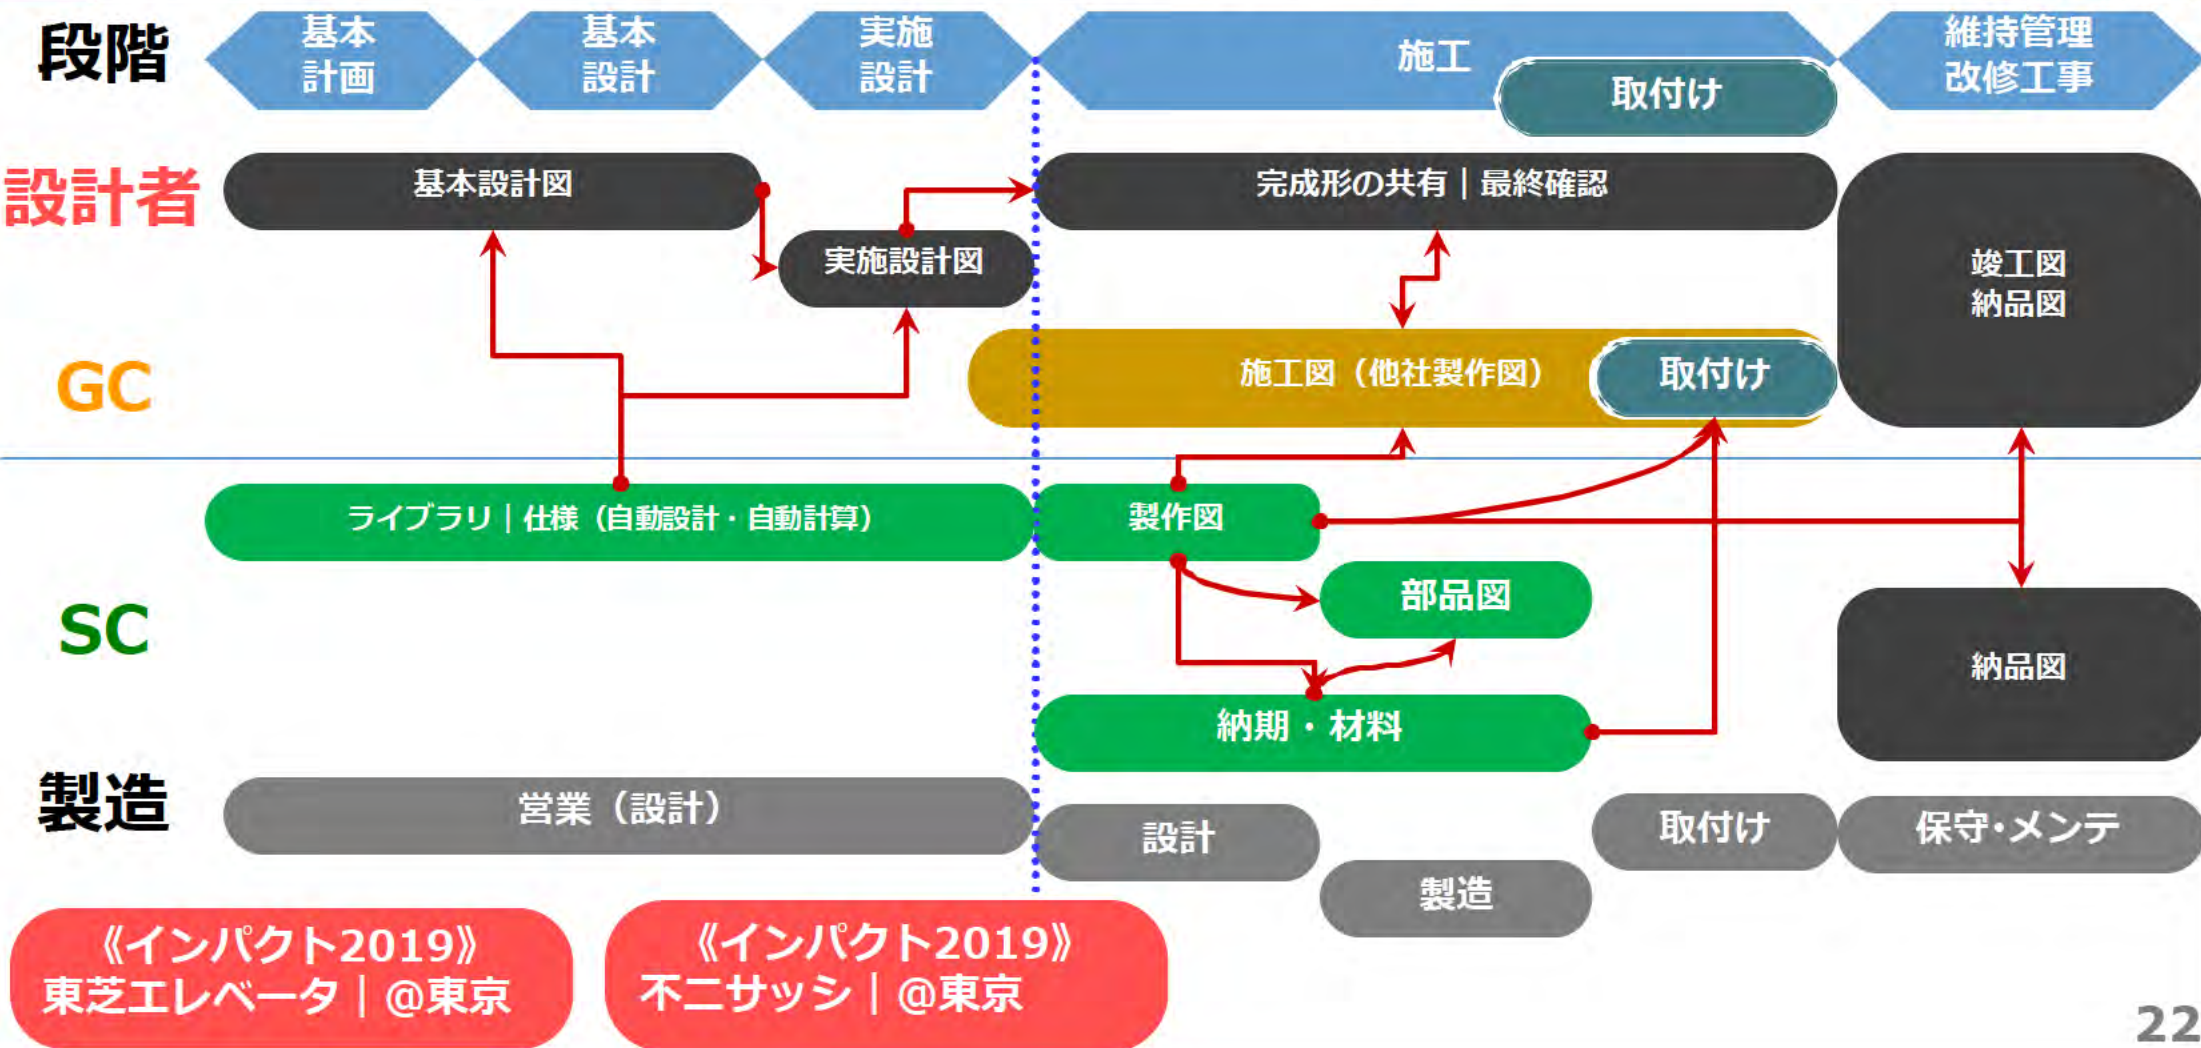 段階
基本
計画
基本
設計
実施
設計
施工
取付け
維持管理
改修工事
設計者
基本設計図
実施設計図
完成形の共有｜最終確認
竣工図
納品図
GC
施工図（他社製作図）
取付け
SC
ライブラリ｜仕様（自動設計・自動計算）
製作図
部品図
納期・材料
納品図
製造
営業（設計）
設計
製造
取付け
保守・メンテ
《インパクト2019》
東芝エレベータ｜@東京
《インパクト2019》
不二サッシ｜@東京
22